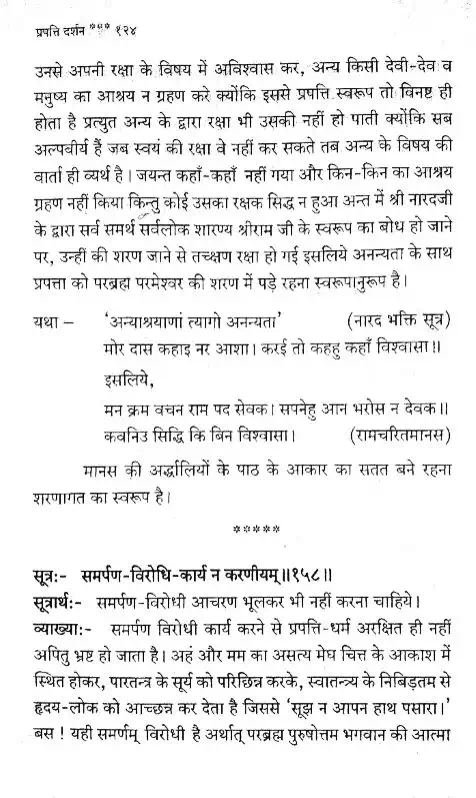 प्रपत्ति दर्शन *** १२४
उनसे अपनी रक्षा के विषय में अविश्वास कर, अन्य किसी देवी-देव व
मनुष्य का आश्रय न ग्रहण करे क्योंकि इससे प्रपत्ति स्वरूप तो विनष्ट ही
होता है प्रत्युत अन्य के द्वारा रक्षा भी उसकी नहीं हो पाती क्योंकि सब
अल्पवीर्य हैं जब स्वयं की रक्षा वे नहीं कर सकते तब अन्य के विषय की
वार्ता ही व्यर्थ है। जयन्त कहाँ-कहाँ नहीं गया और किन-किन का आश्रय
ग्रहण नहीं किया किन्तु कोई उसका रक्षक सिद्ध न हुआ अन्त में श्री नारदजी
के द्वारा सर्व समर्थ सर्वलोक शारण्य श्रीराम जी के स्वरूप का बोध हो जाने
पर, उन्हीं की शरण जाने से तत्क्षण रक्षा हो गई इसलिये अनन्यता के साथ
प्रपत्ता को परब्रह्म परमेश्वर की शरण में पड़े रहना स्वरूपानुरूप है।
यथा – 'अन्याश्रयाणां त्यागो अनन्यता' (नारद भक्ति सूत्र)
मोर दास कहाइ नर आशा। करई तो कहहु कहाँ विश्वासा॥
इसलिये,
मन क्रम वचन राम पद सेवक। सपनेहु आन भरोस न देवक॥
कवनिउ सिद्धि कि बिन विश्वासा। (रामचरितमानस)
मानस की अर्द्धालियों के पाठ के आकार का सतत बने रहना
शरणागत का स्वरूप है।
*****
सूत्रः- समर्पण-विरोधि-कार्य न करणीयम्॥१५८॥
सूत्रार्थः- समर्पण-विरोधी आचरण भूलकर भी नहीं करना चाहिये।
व्याख्याः- समर्पण विरोधी कार्य करने से प्रपत्ति-धर्म अरक्षित ही नहीं
अपितु भ्रष्ट हो जाता है। अहं और मम का असत्य मेघ चित्त के आकाश में
स्थित होकर, पारतन्त्र के सूर्य को परिछिन्न करके, स्वातन्त्र्य के निबिड़तम से
हृदय-लोक को आच्छन्न कर देता है जिससे 'सूझ न आपन हाथ पसारा।'
बस ! यही समर्णम् विरोधी है अर्थात् परब्रह्म पुरुषोत्तम भगवान की आत्मा